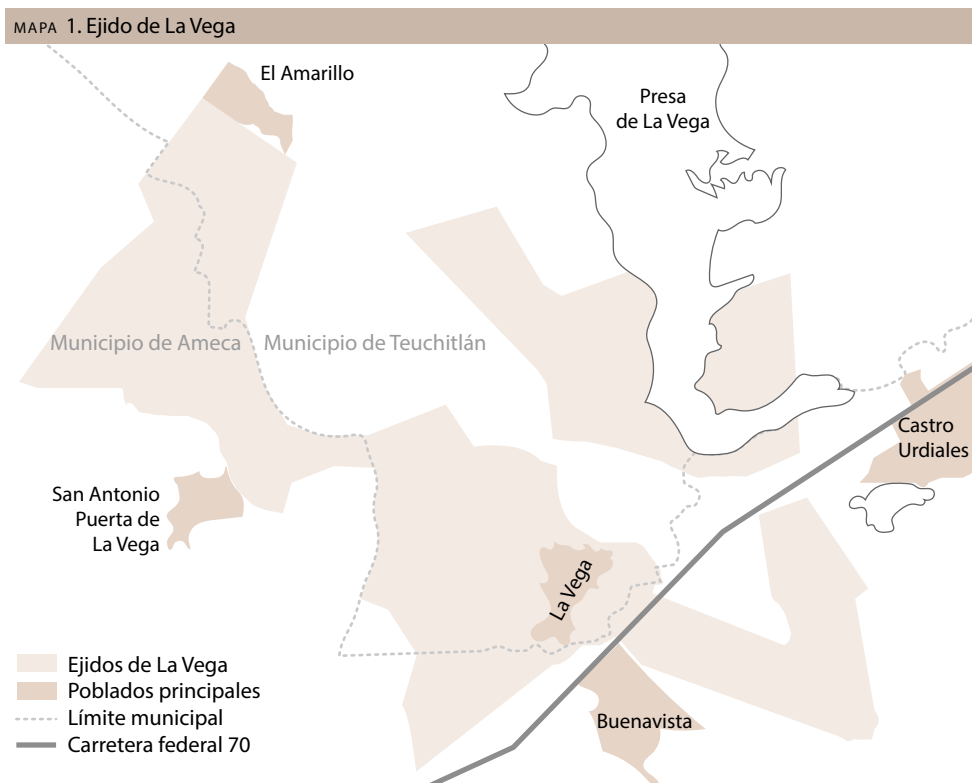 MAPA 1. Ejido de La Vega
El Amarillo
Presa
de La Vega
Municipio de Ameca
Municipio de Teuchitlán
Castro
Urdiales
San Antonio
Puerta de
La Vega
La Vega
Buenavista
Ejidos de La Vega
Poblados principales
Límite municipal
Carretera federal 70